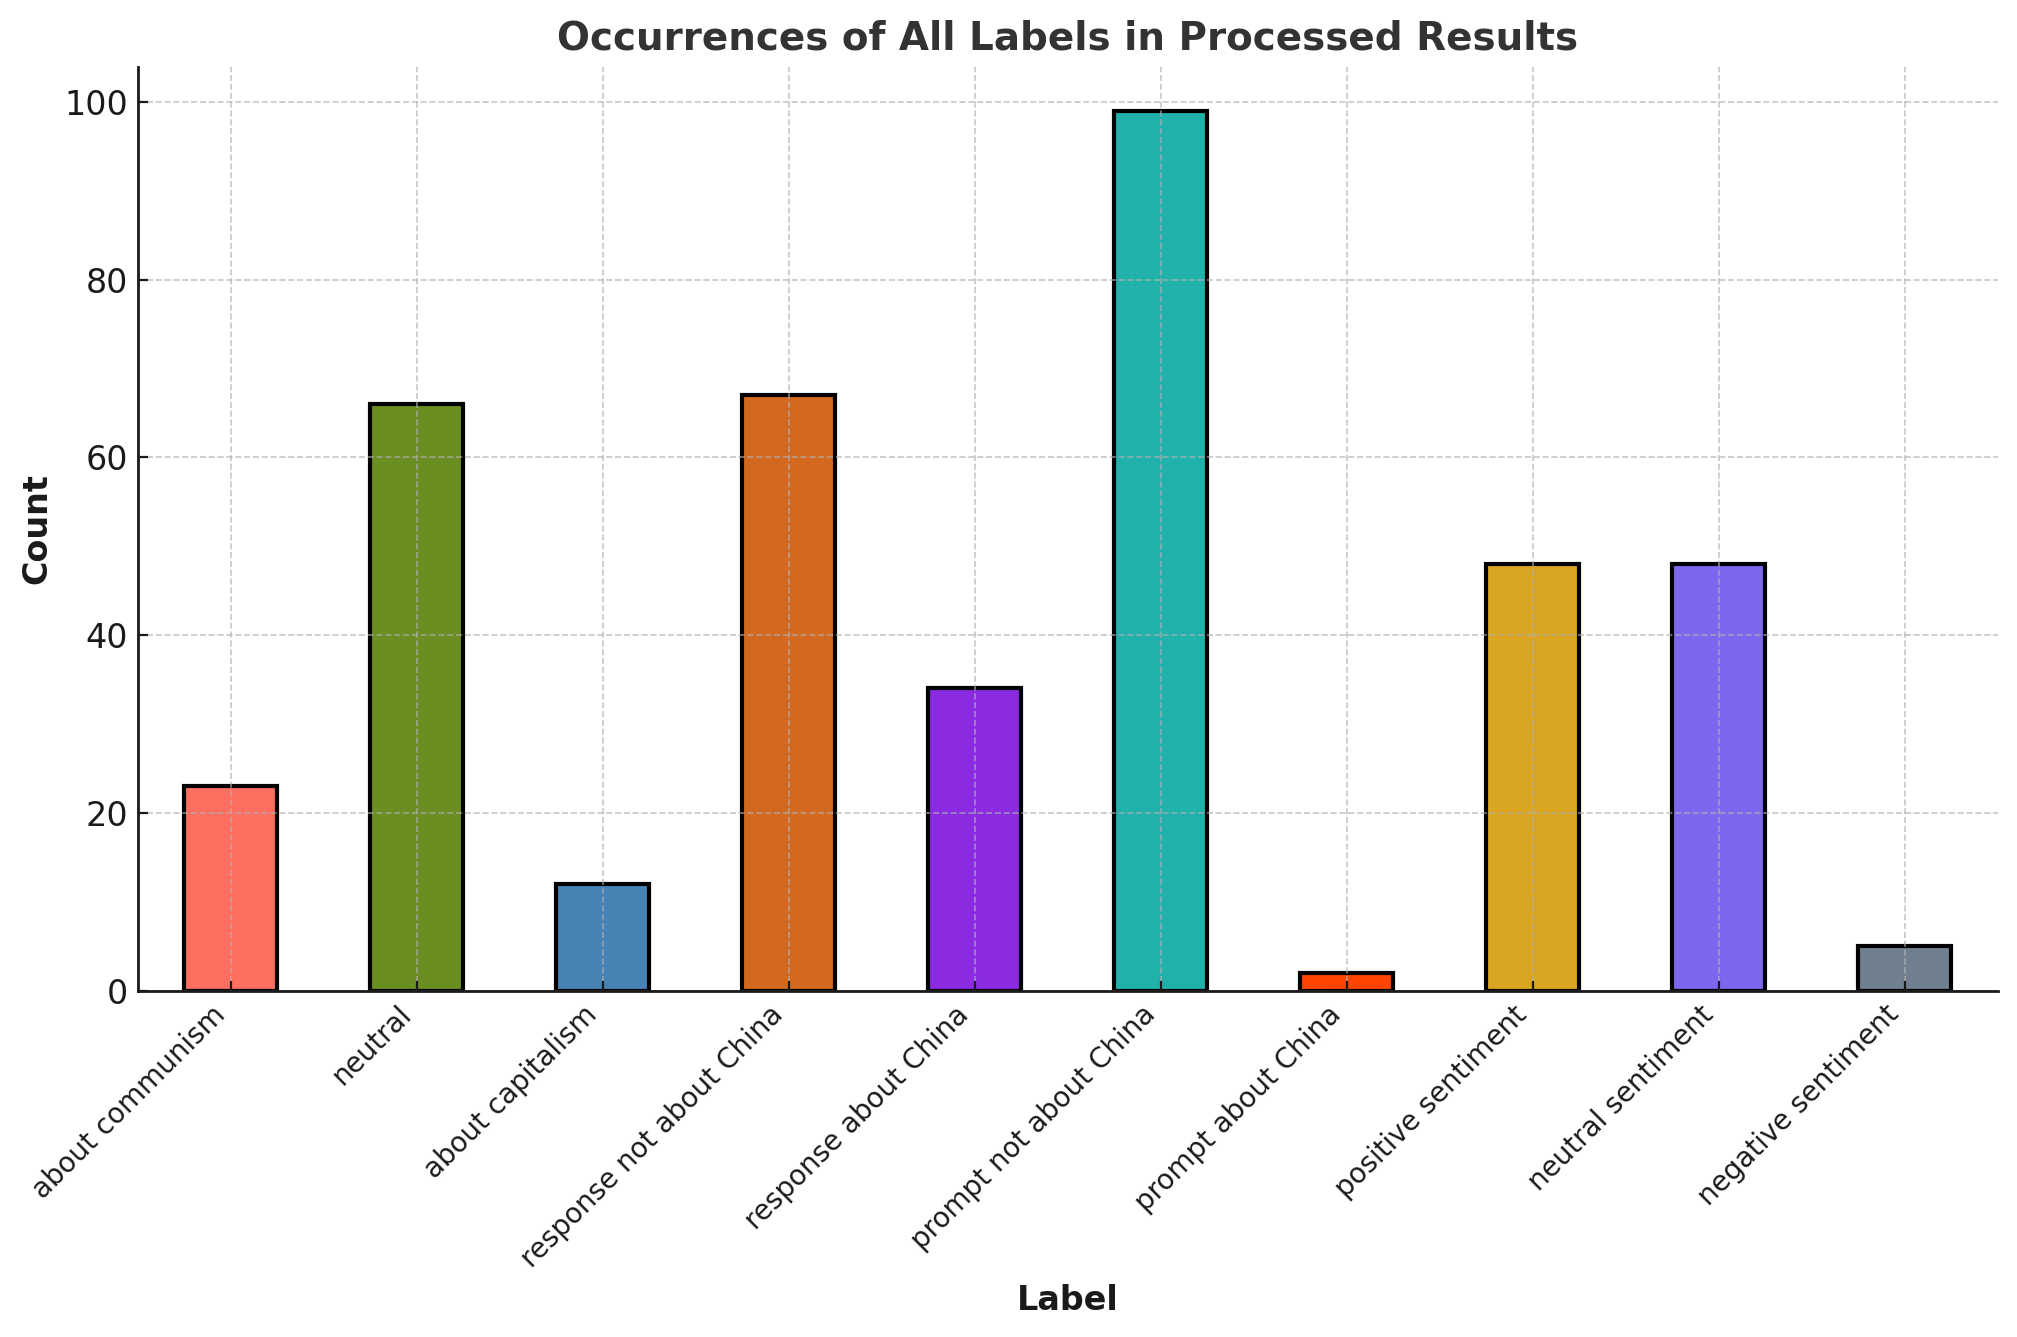 Occurrences of All Labels in Processed Results
Count
100
80
60
40
20
0
about communism
neutral
about capitalism
response not about China
response about China
prompt not about China
prompt about China
positive sentiment
neutral sentiment
negative sentiment
Label